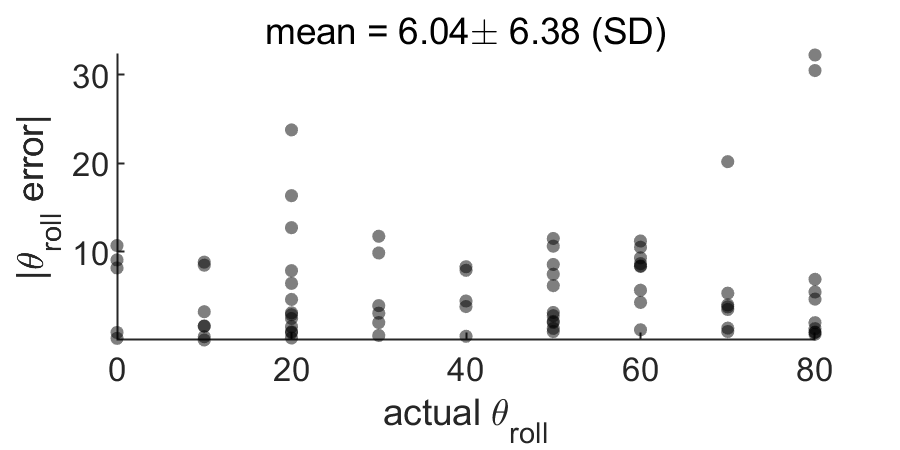 mean = 6.04± 6.38 (SD)
|θroll error|
30
20
10
0 20 40 60 80
actual θroll